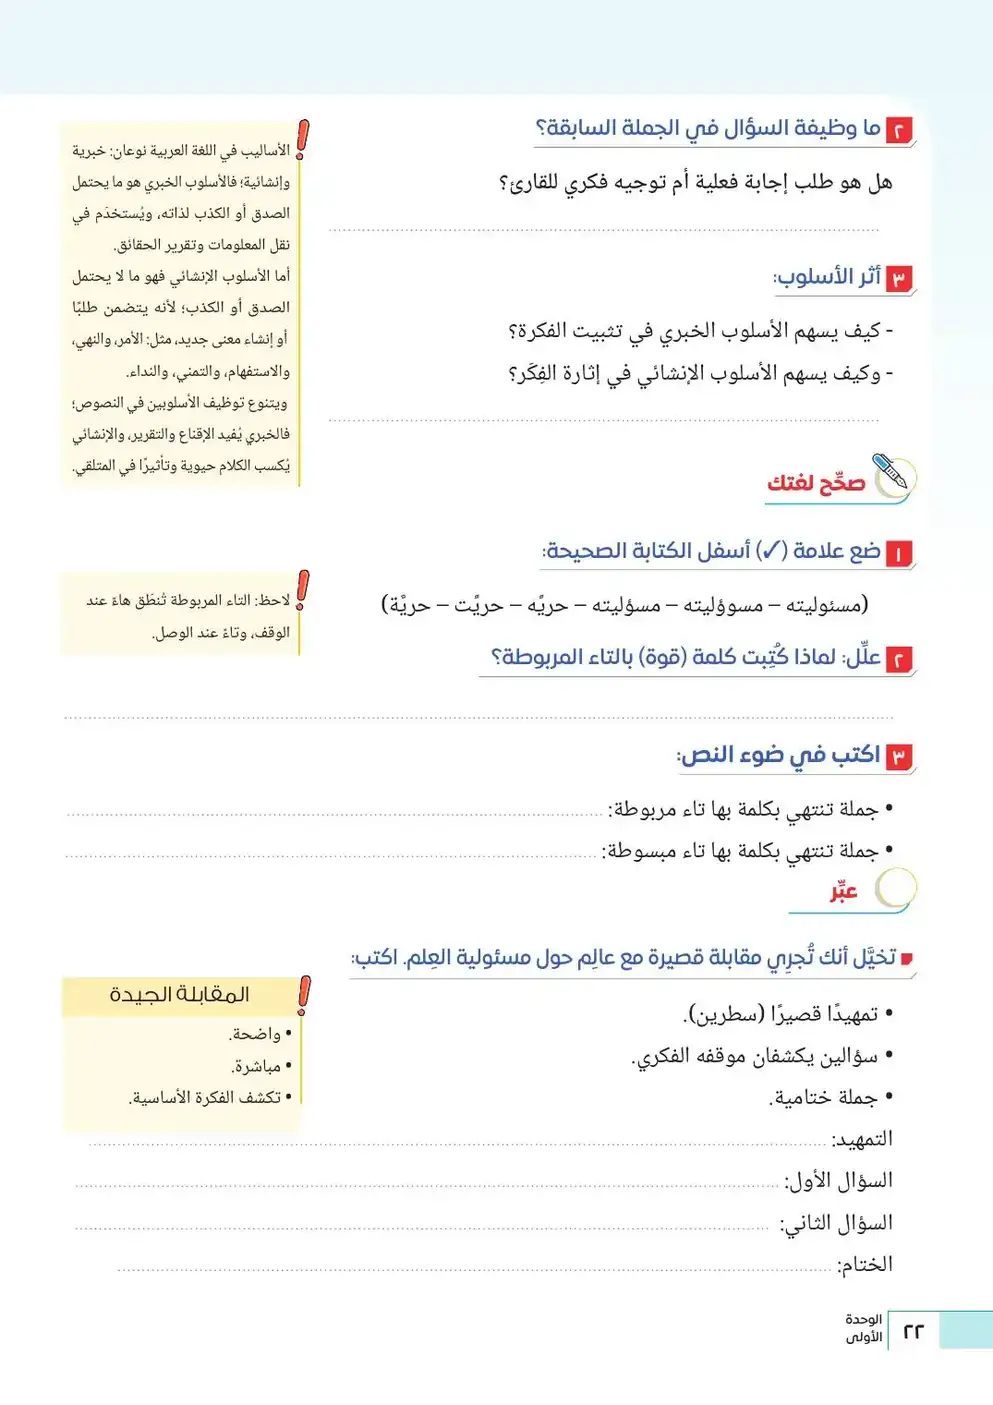 ٢ ما وظيفة السؤال في الجملة السابقة؟
هل هو طلب إجابة فعلية أم توجيه فكري للقارئ؟
٣ أثر الأسلوب:
- كيف يسهم الأسلوب الخبري في تثبيت الفكرة؟
- وكيف يسهم الأسلوب الإنشائي في إثارة الفِكَر؟
الأساليب في اللغة العربية نوعان: خبرية
وإنشائية؛ فالأسلوب الخبري هو ما يحتمل
الصدق أو الكذب لذاته، ويُستخدَم في
نقل المعلومات وتقرير الحقائق.
أما الأسلوب الإنشائي فهو ما لا يحتمل
الصدق أو الكذب؛ لأنه يتضمن طلبًا
أو إنشاء معنى جديد، مثل: الأمر، والنهي،
والاستفهام، والتمني، والنداء.
ويتنوع توظيف الأسلوبين في النصوص؛
فالخبري يُفيد الإقناع والتقرير، والإنشائي
يُكسب الكلام حيوية وتأثيرًا في المتلقي.
صحِّح لغتك
١ ضع علامة (✓) أسفل الكتابة الصحيحة:
(مسئوليته – مسوؤليته – مسؤليته – حريًه – حريًت – حريًة)
لاحظ: التاء المربوطة تُنطَق هاءً عند
الوقف، وتاءً عند الوصل.
٢ علِّل: لماذا كُتِبت كلمة (قوة) بالتاء المربوطة؟
٣ اكتب في ضوء النص:
• جملة تنتهي بكلمة بها تاء مربوطة:
• جملة تنتهي بكلمة بها تاء مبسوطة:
عبِّر
تخيَّل أنك تُجرِي مقابلة قصيرة مع عالِم حول مسئولية العِلم. اكتب:
• تمهيدًا قصيرًا (سطرين).
• سؤالين يكشفان موقفه الفكري.
• جملة ختامية.
المقابلة الجيدة
• واضحة.
• مباشرة.
• تكشف الفكرة الأساسية.
التمهيد:
السؤال الأول:
السؤال الثاني:
الختام:
٢٢
الوحدة
الأولى